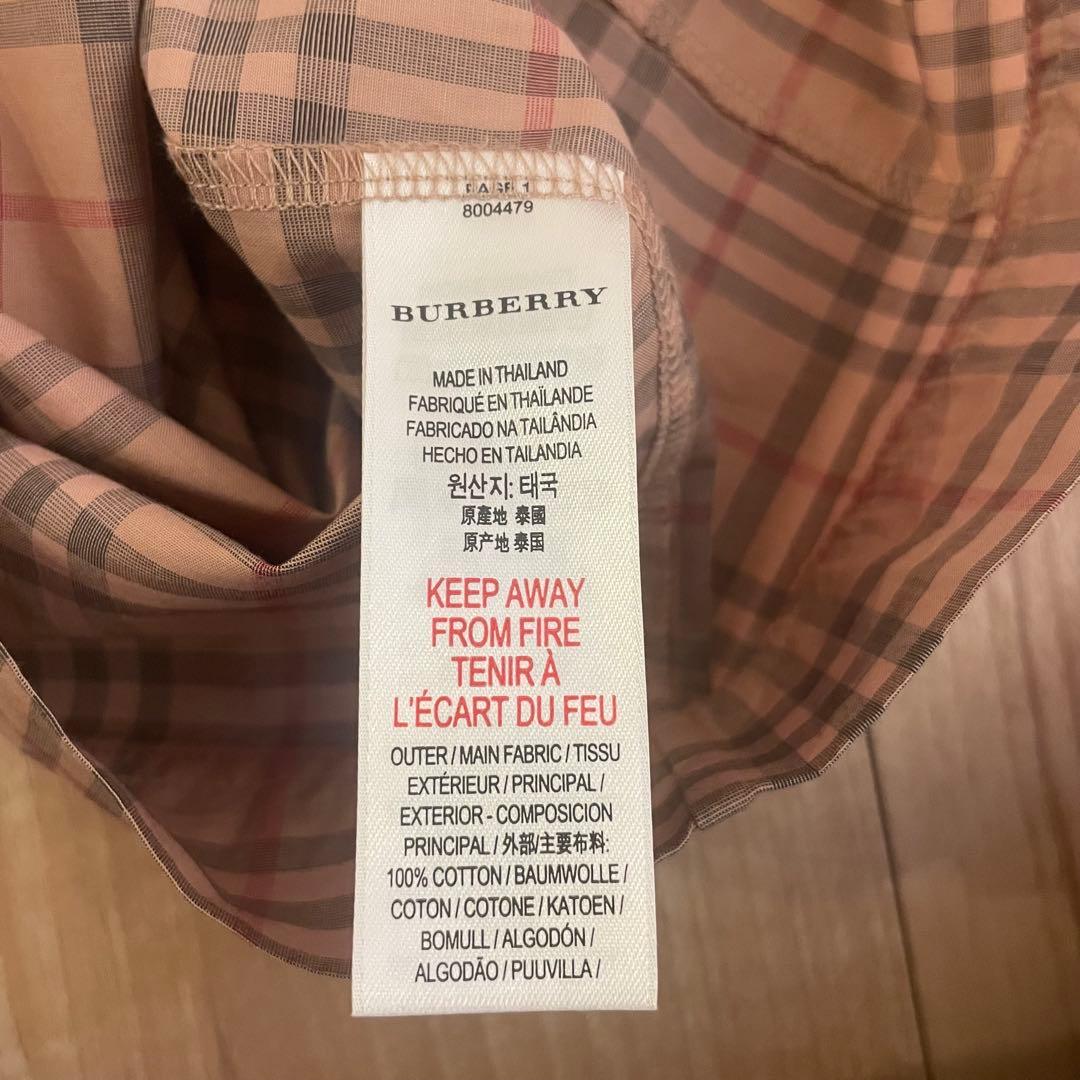 PAGE 1
8004479
BURBERRY
MADE IN THAILAND
FABRIQUÉ EN THAÏLANDE
FABRICADO NA TAILÂNDIA
HECHO EN TAILANDIA
원산지: 태국
原產地 泰國
原产地 泰国
KEEP AWAY
FROM FIRE
TENIR À
L'ÉCART DU FEU
OUTER / MAIN FABRIC / TISSU
EXTÉRIEUR / PRINCIPAL /
EXTERIOR - COMPOSICION
PRINCIPAL / 外部/主要布料:
100% COTTON / BAUMWOLLE /
COTON / COTONE / KATOEN /
BOMULL / ALGODÓN /
ALGODÃO / PUUVILLA /